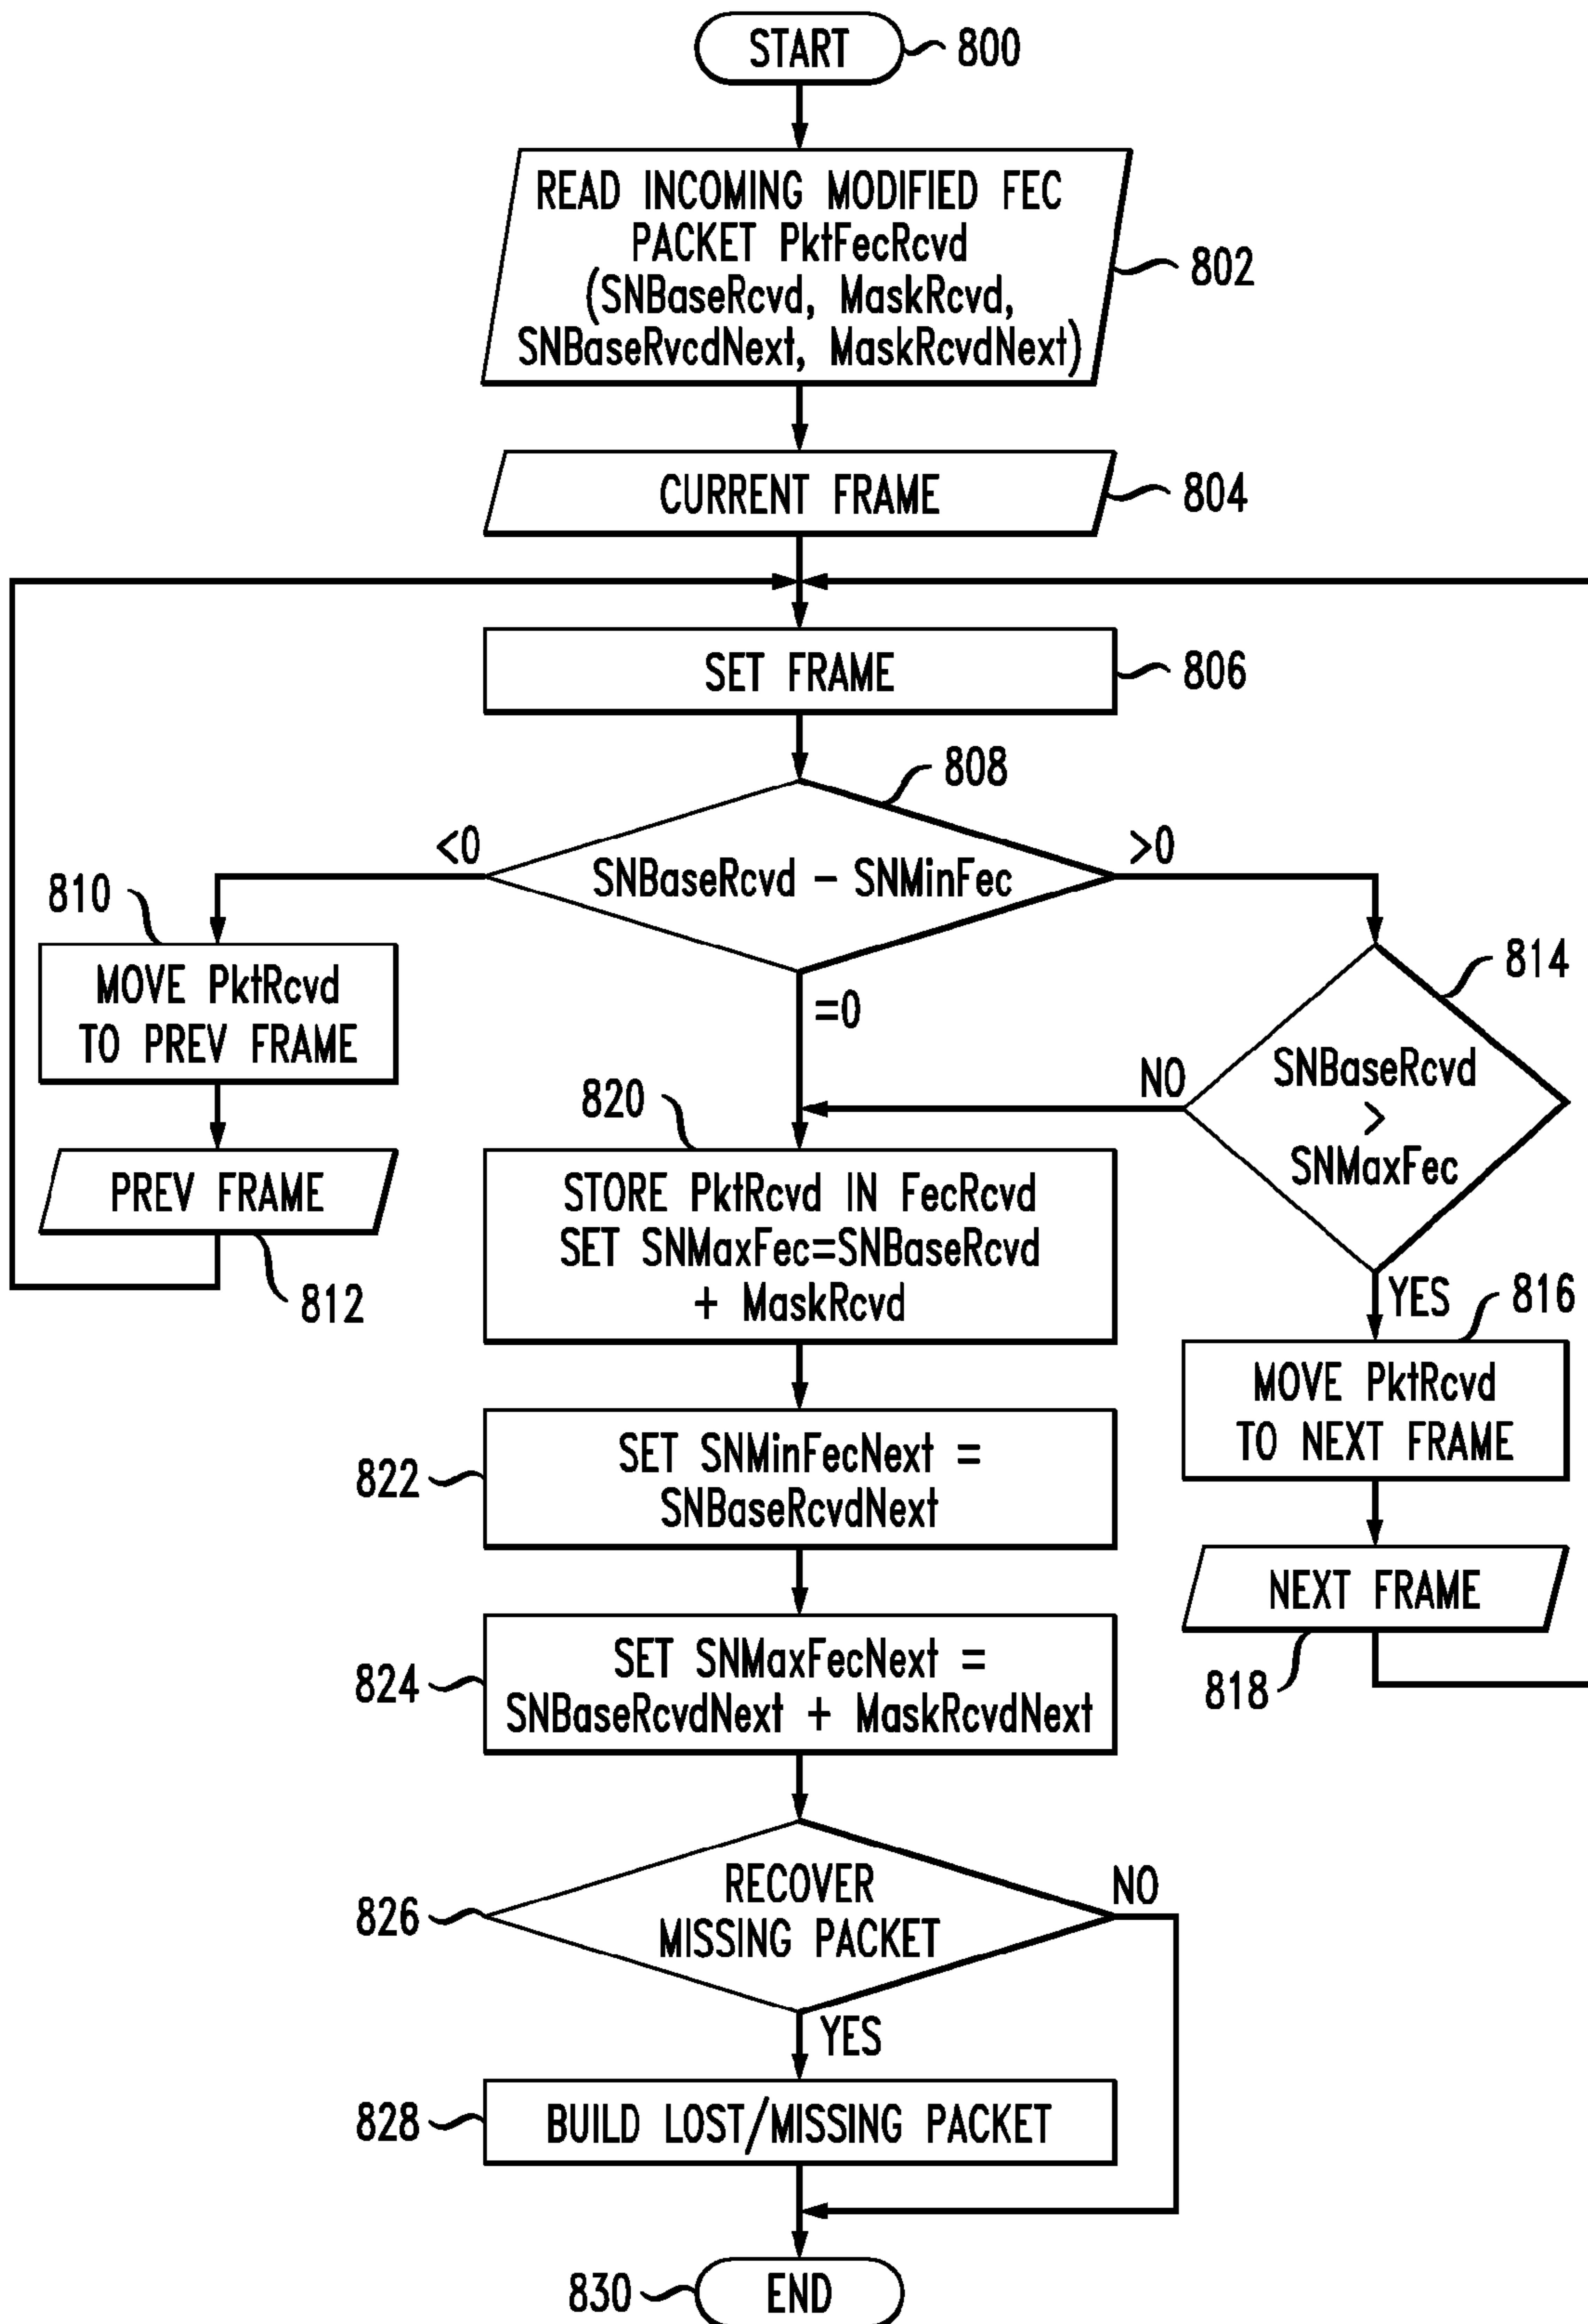 START
800
READ INCOMING MODIFIED FEC
PACKET PktFecRcvd
(SNBaseRcvd, MaskRcvd,
SNBaseRvcdNext, MaskRcvdNext)
802
CURRENT FRAME
804
SET FRAME
806
808
<0
SNBaseRcvd – SNMinFec
>0
=0
810
MOVE PktRcvd
TO PREV FRAME
PREV FRAME
812
814
SNBaseRcvd
>
SNMaxFec
NO
YES
816
MOVE PktRcvd
TO NEXT FRAME
NEXT FRAME
818
820
STORE PktRcvd IN FecRcvd
SET SNMaxFec=SNBaseRcvd
+ MaskRcvd
822
SET SNMinFecNext =
SNBaseRcvdNext
824
SET SNMaxFecNext =
SNBaseRcvdNext + MaskRcvdNext
826
RECOVER
MISSING PACKET
NO
YES
828
BUILD LOST/MISSING PACKET
830
END